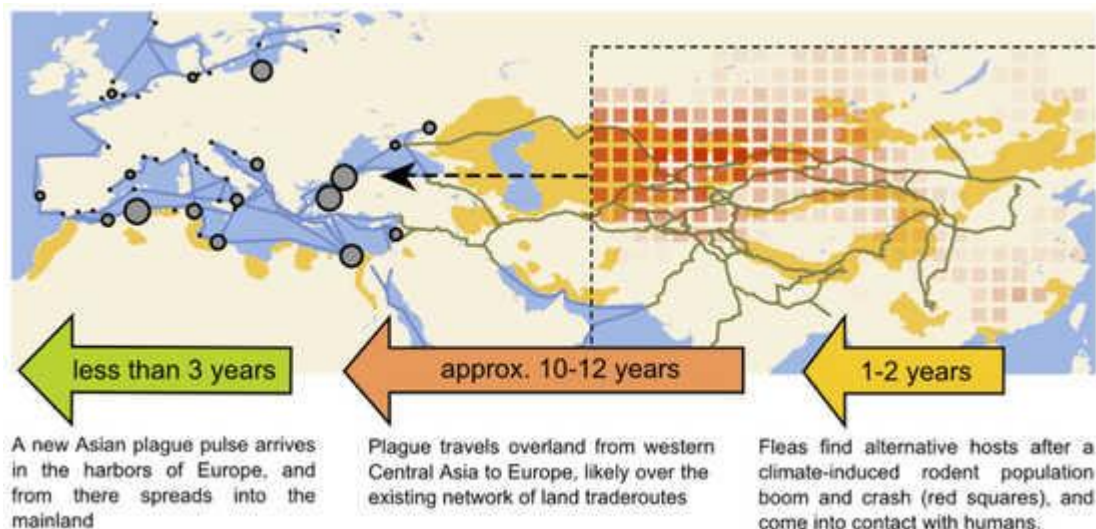 less than 3 years
approx. 10-12 years
1-2 years
A new Asian plague pulse arrives
in the harbors of Europe, and
from there spreads into the
mainland
Plague travels overland from western
Central Asia to Europe, likely over the
existing network of land traderoutes
Fleas find alternative hosts after a
climate-induced rodent population
boom and crash (red squares), and
come into contact with humans.